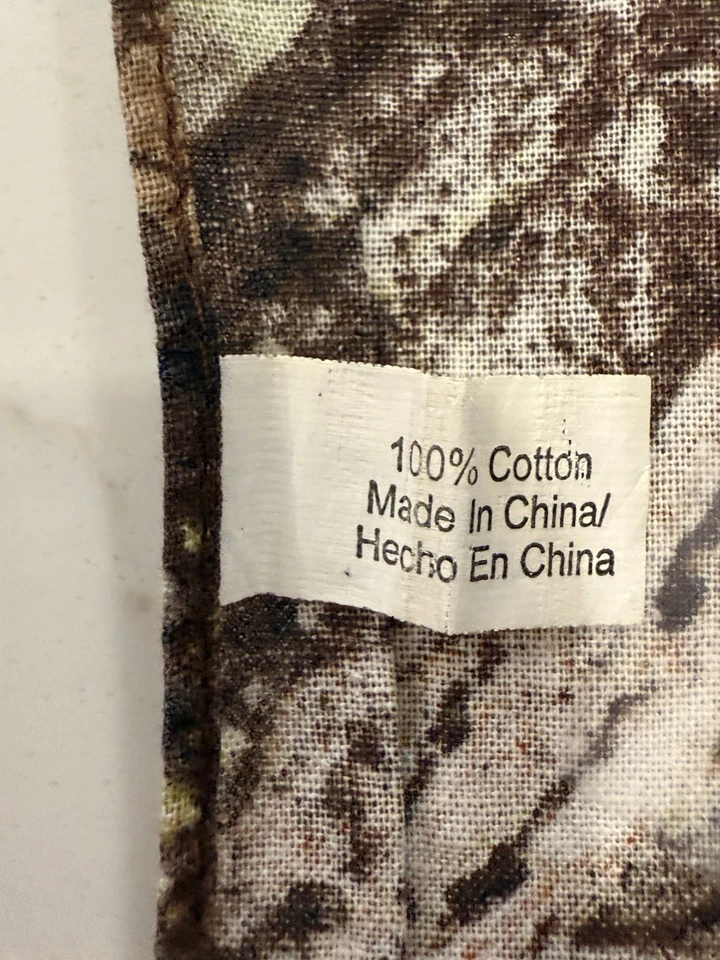 100% Cotton
Made In China/
Hecho En China